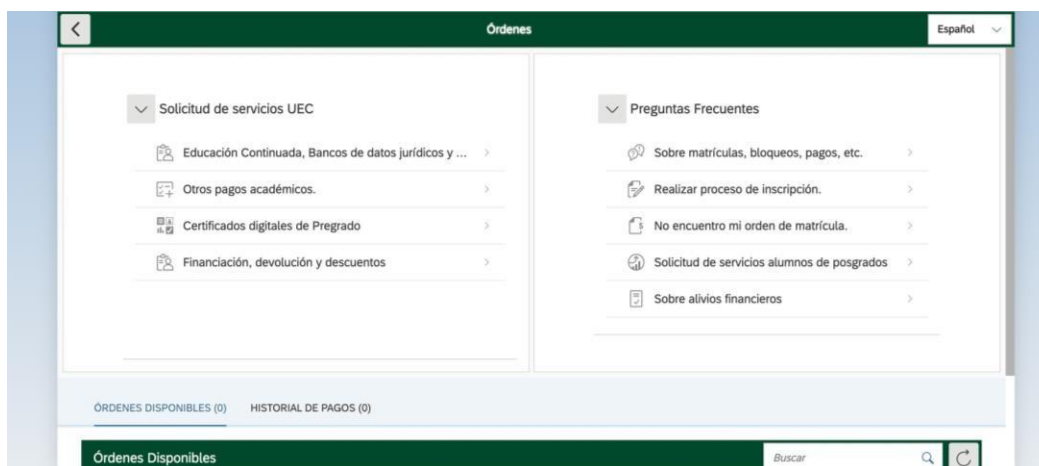 Órdenes
Español
Solicitud de servicios UEC
Educación Continuada, Bancos de datos jurídicos y ...
Otros pagos académicos.
Certificados digitales de Pregrado
Financiación, devolución y descuentos
Preguntas Frecuentes
Sobre matrículas, bloqueos, pagos, etc.
Realizar proceso de inscripción.
No encuentro mi orden de matrícula.
Solicitud de servicios alumnos de posgrados
Sobre alivios financieros
ÓRDENES DISPONIBLES (0) HISTORIAL DE PAGOS (0)
Órdenes Disponibles
Buscar